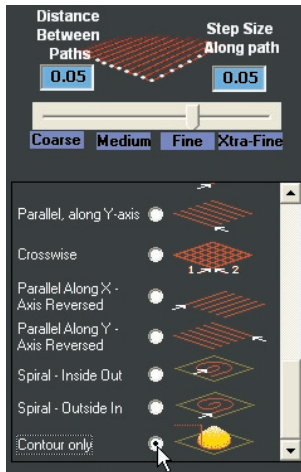 Distance
Between
Paths
Step Size
Along path
0.05
0.05
Coarse Medium Fine Xtra-Fine
Parallel, along Y-axis
Crosswise
1 2
Parallel Along X -
Axis Reversed
Parallel Along Y -
Axis Reversed
Spiral - Inside Out
Spiral - Outside In
Contour only